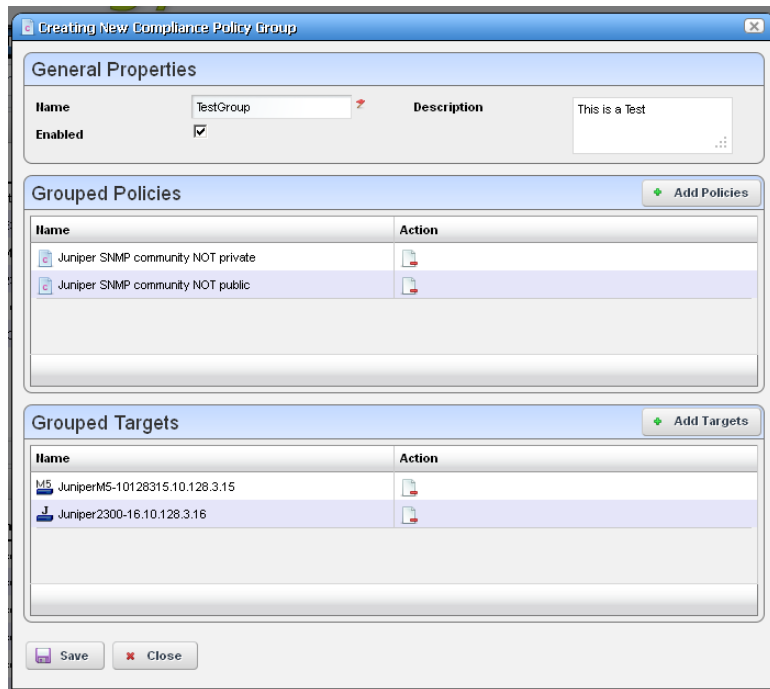 Creating New Compliance Policy Group
General Properties
Name TestGroup Description This is a Test
Enabled
Grouped Policies Add Policies
Name Action
c Juniper SNMP community NOT private
c Juniper SNMP community NOT public
Grouped Targets Add Targets
Name Action
M5 JuniperM5-10128315.10.128.3.15
J Juniper2300-16.10.128.3.16
Save Close